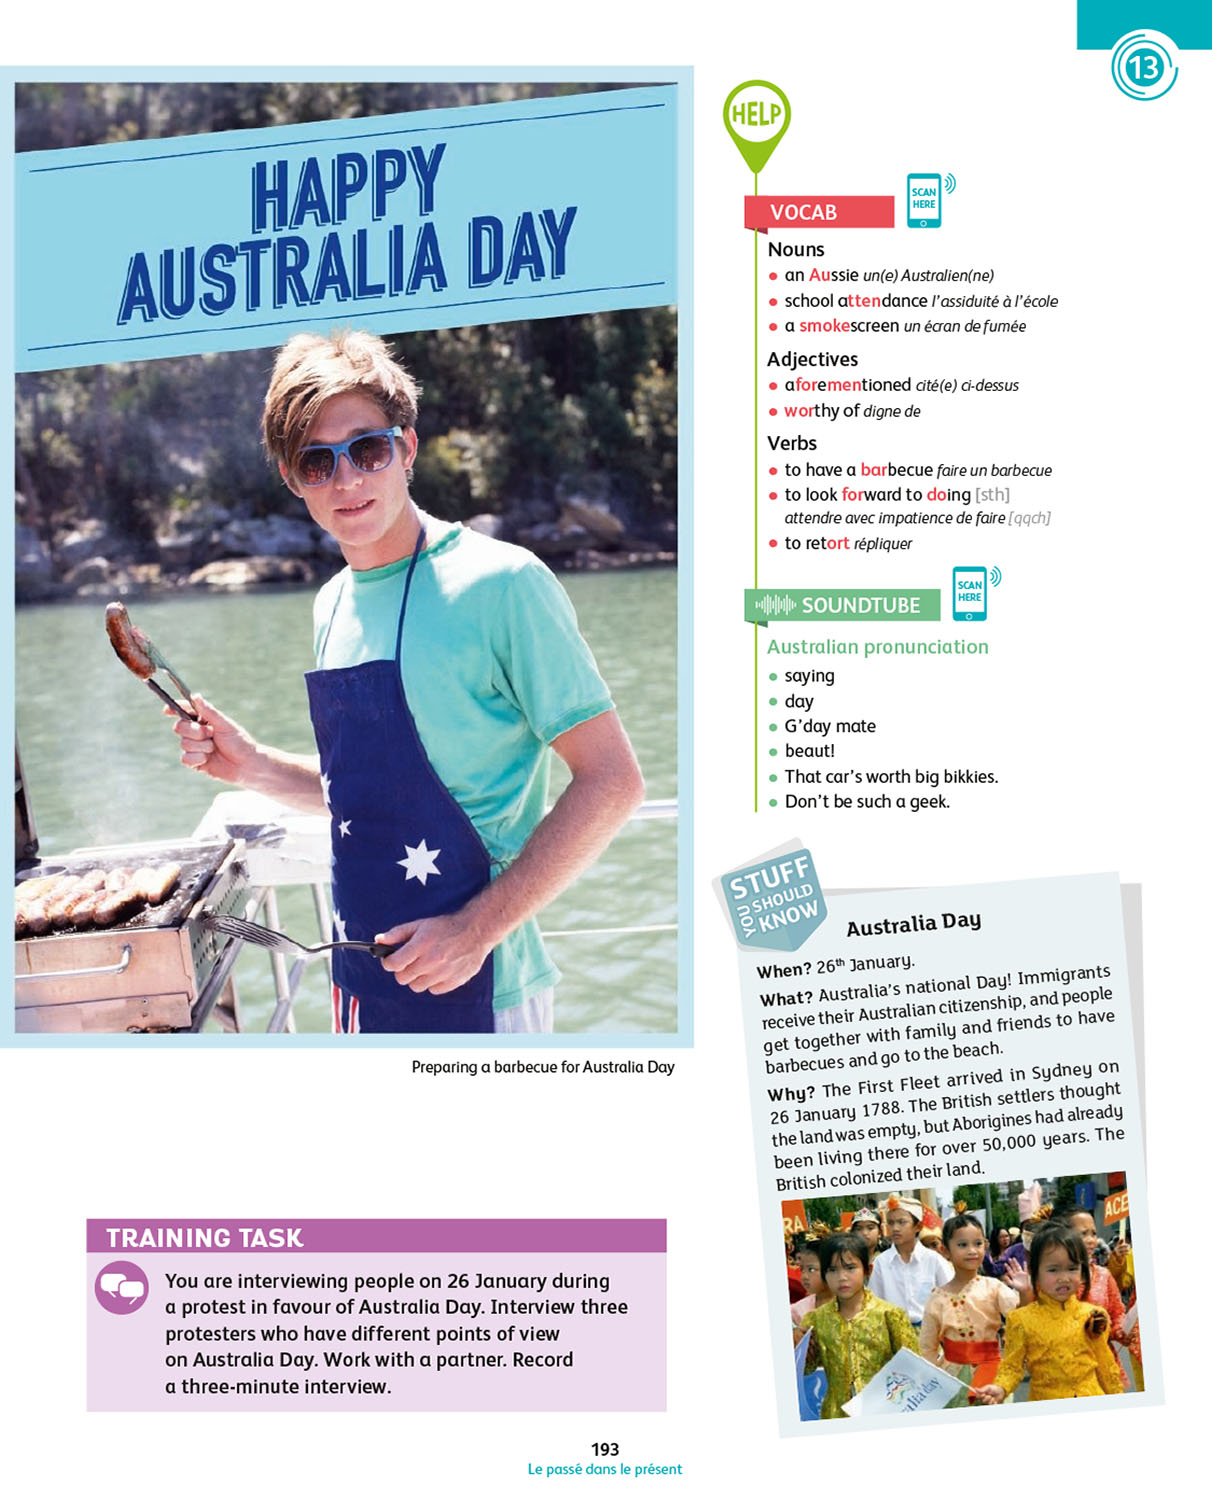 13
HAPPY
AUSTRALIA DAY
Preparing a barbecue for Australia Day
HELP
VOCAB
SCAN
HERE
Nouns
• an Aussie un(e) Australien(ne)
• school attendance l'assiduité à l'école
• a smokescreen un écran de fumée
Adjectives
• aforementioned cité(e) ci-dessus
• worthy of digne de
Verbs
• to have a barbecue faire un barbecue
• to look forward to doing [sth]
attendre avec impatience de faire [qqch]
• to retort répliquer
SOUNDTUBE
SCAN
HERE
Australian pronunciation
• saying
• day
• G'day mate
• beaut!
• That car's worth big bikkies.
• Don't be such a geek.
STUFF
YOU SHOULD
KNOW
Australia Day
When? 26th January.
What? Australia's national Day! Immigrants
receive their Australian citizenship, and people
get together with family and friends to have
barbecues and go to the beach.
Why? The First Fleet arrived in Sydney on
26 January 1788. The British settlers thought
the land was empty, but Aborigines had already
been living there for over 50,000 years. The
British colonized their land.
RA
ACE
TRAINING TASK
You are interviewing people on 26 January during
a protest in favour of Australia Day. Interview three
protesters who have different points of view
on Australia Day. Work with a partner. Record
a three-minute interview.
193
Le passé dans le présent